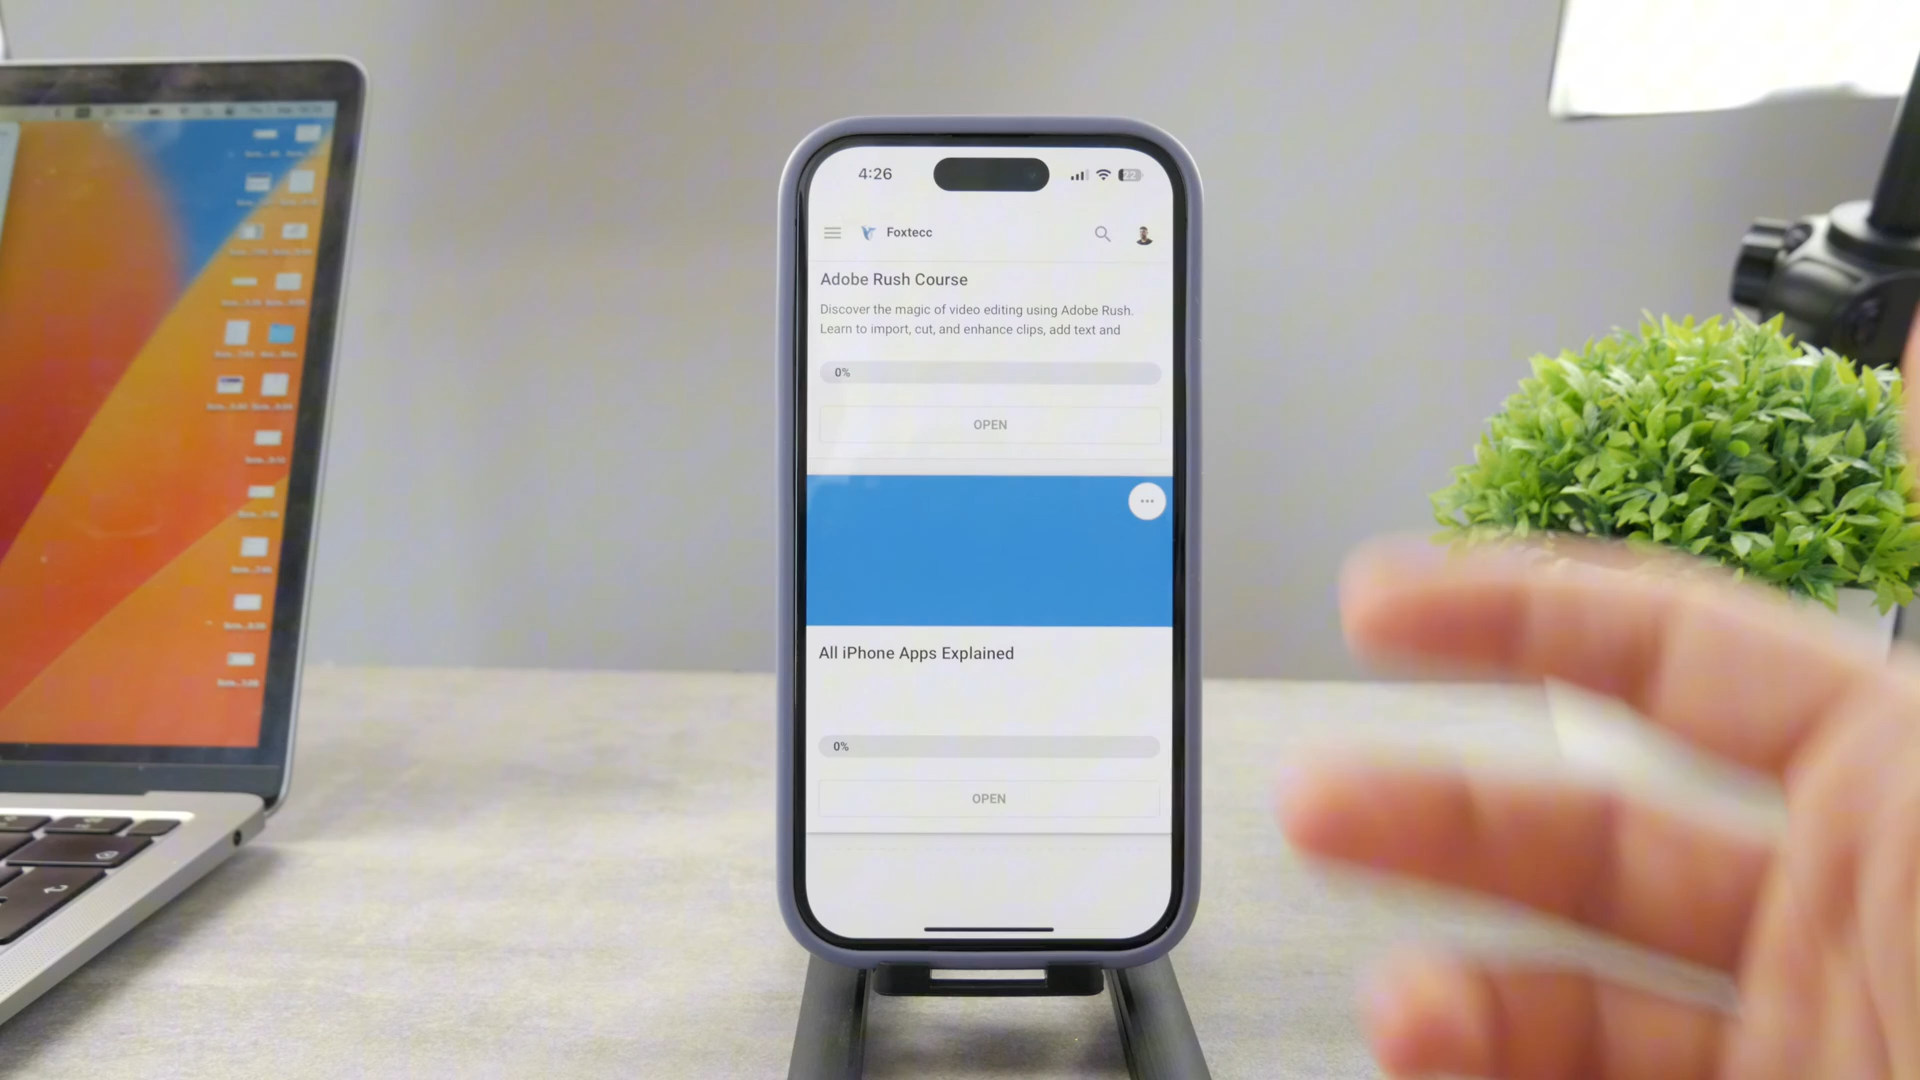 4:26
22
Foxtecc
Adobe Rush Course
Discover the magic of video editing using Adobe Rush.
Learn to import, cut, and enhance clips, add text and
0%
OPEN
All iPhone Apps Explained
0%
OPEN